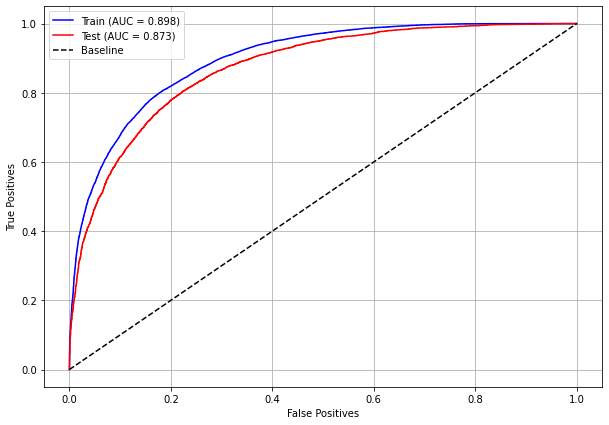 Train (AUC = 0.898)
Test (AUC = 0.873)
Baseline
1.0
0.8
0.6
0.4
0.2
0.0
True Positives
0.0
0.2
0.4
0.6
0.8
1.0
False Positives